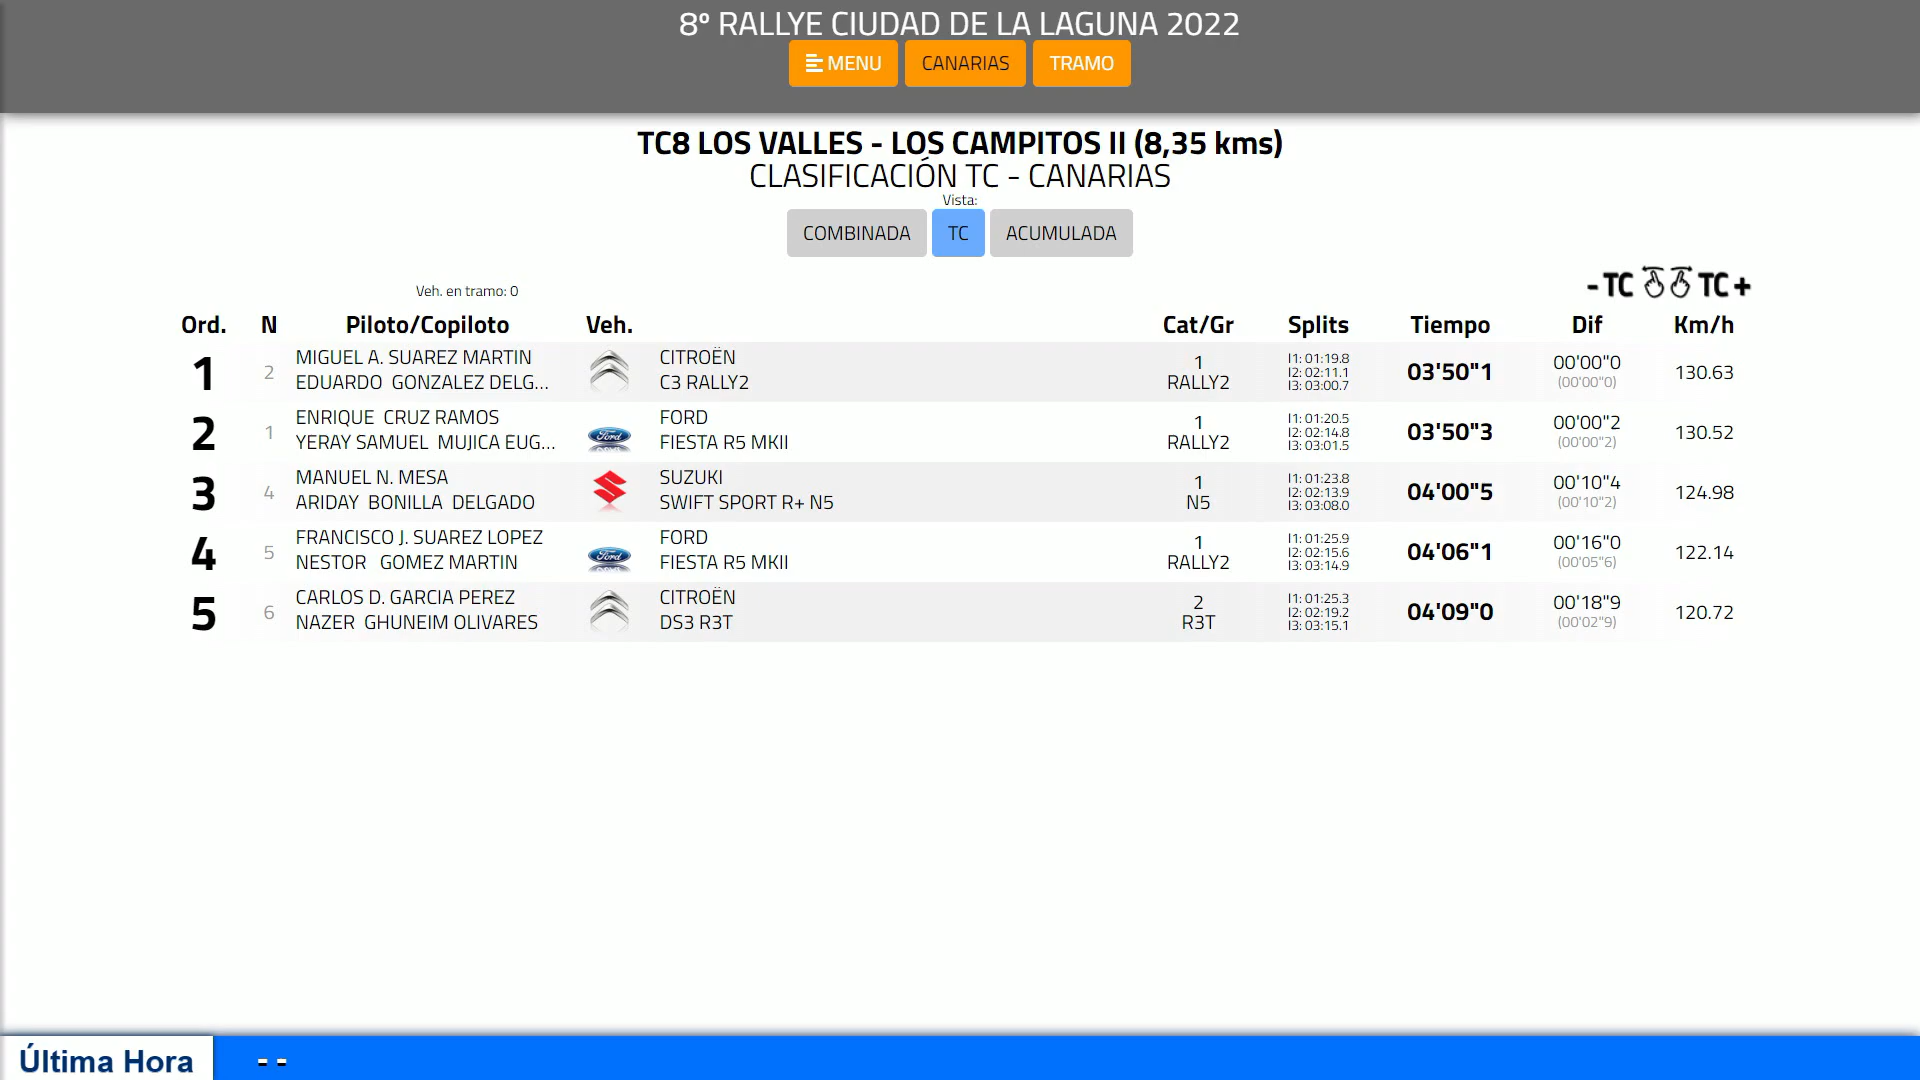 8º RALLYE CIUDAD DE LA LAGUNA 2022
MENU CANARIAS TRAMO
TC8 LOS VALLES - LOS CAMPITOS II (8,35 kms)
CLASIFICACIÓN TC - CANARIAS
Vista:
COMBINADA TC ACUMULADA
Veh. en tramo: 0
- TC TC +
Ord. N Piloto/Copiloto Veh. Cat/Gr Splits Tiempo Dif Km/h
1 2 MIGUEL A. SUAREZ MARTIN CITROËN 1 I1: 01:19.8 03'50"1 00'00"0 130.63
EDUARDO GONZALEZ DELG... C3 RALLY2 RALLY2 I2: 02:11.1 (00'00"0)
I3: 03:00.7
2 1 ENRIQUE CRUZ RAMOS Ford FORD 1 I1: 01:20.5 03'50"3 00'00"2 130.52
YERAY SAMUEL MUJICA EUG... FIESTA R5 MKII RALLY2 I2: 02:14.8 (00'00"2)
I3: 03:01.5
3 4 MANUEL N. MESA SUZUKI 1 I1: 01:23.8 04'00"5 00'10"4 124.98
ARIDAY BONILLA DELGADO SWIFT SPORT R+ N5 N5 I2: 02:13.9 (00'10"2)
I3: 03:08.0
4 5 FRANCISCO J. SUAREZ LOPEZ Ford FORD 1 I1: 01:25.9 04'06"1 00'16"0 122.14
NESTOR GOMEZ MARTIN FIESTA R5 MKII RALLY2 I2: 02:15.6 (00'05"6)
I3: 03:14.9
5 6 CARLOS D. GARCIA PEREZ CITROËN 2 I1: 01:25.3 04'09"0 00'18"9 120.72
NAZER GHUNEIM OLIVARES DS3 R3T R3T I2: 02:19.2 (00'02"9)
I3: 03:15.1
Última Hora - -